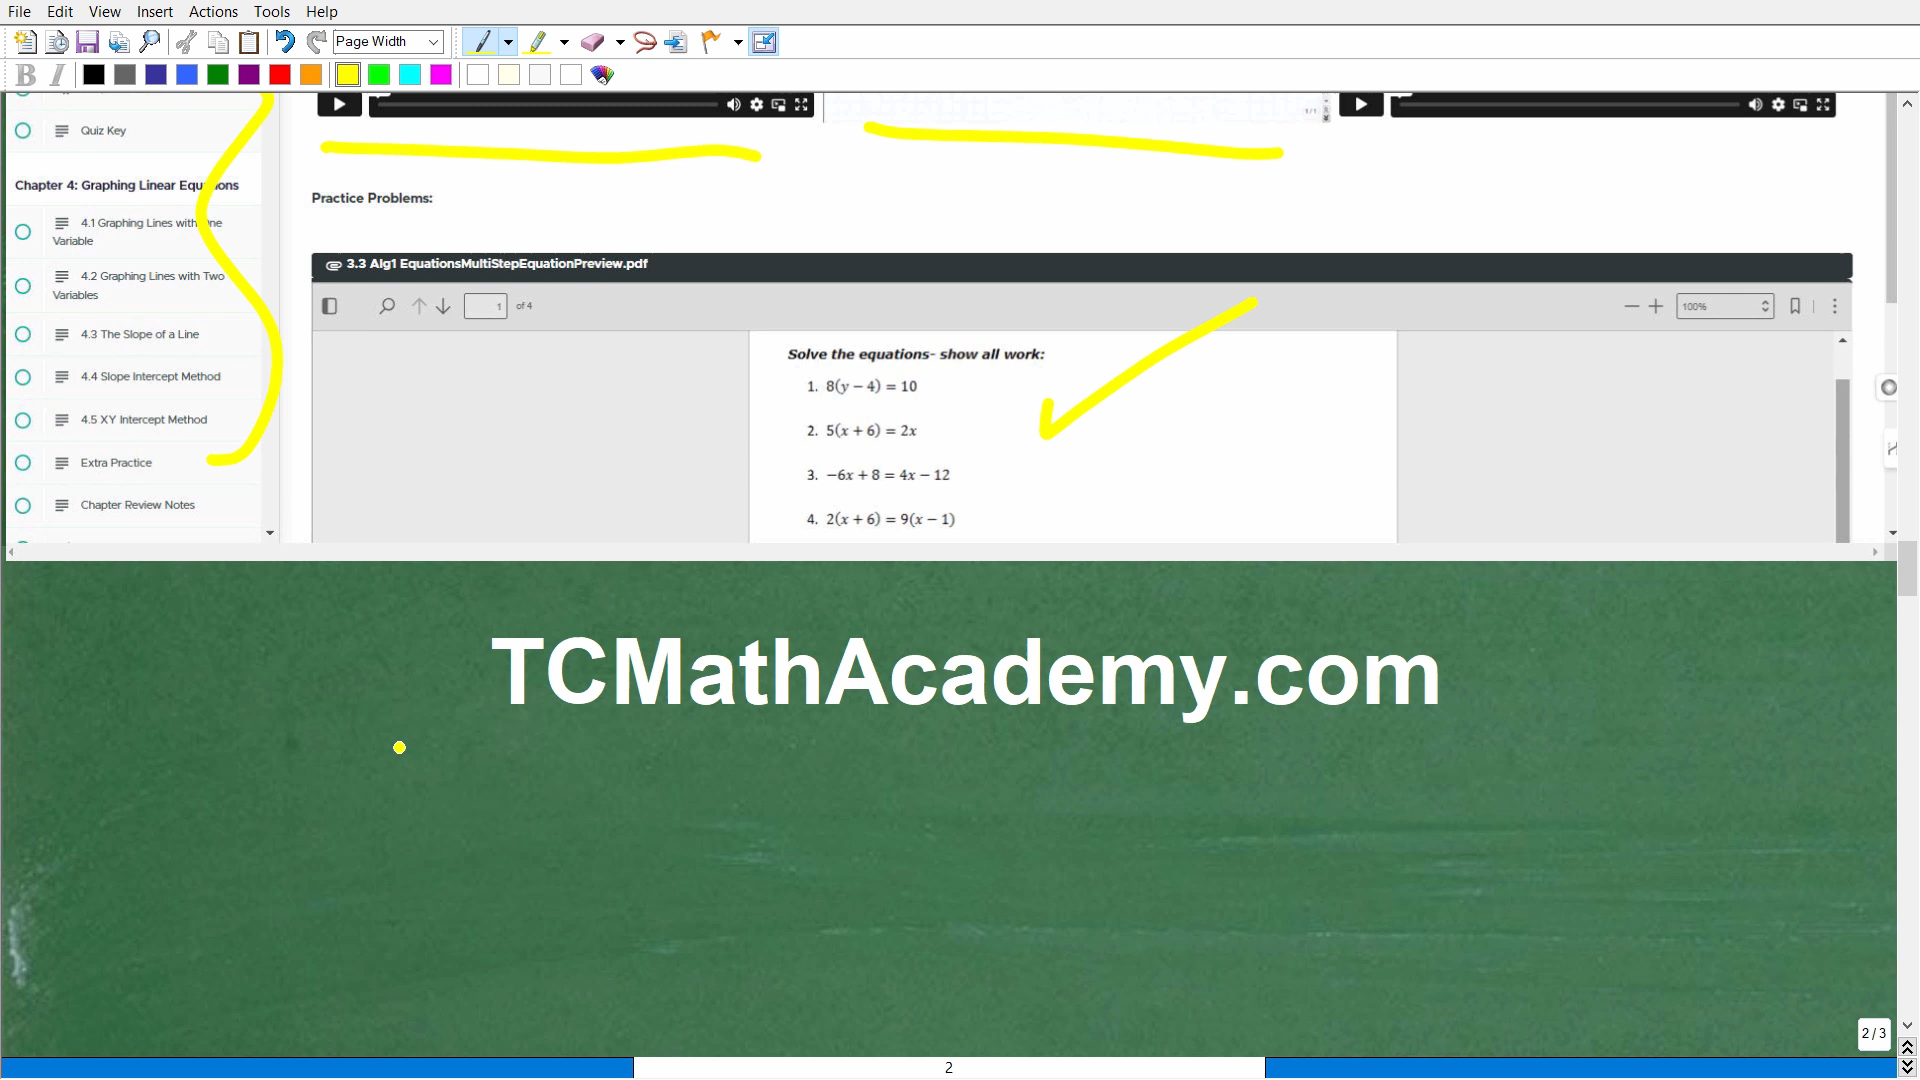 File Edit View Insert Actions Tools Help
Page Width
B I
Quiz Key
Chapter 4: Graphing Linear Equations
4.1 Graphing Lines with One
Variable
4.2 Graphing Lines with Two
Variables
4.3 The Slope of a Line
4.4 Slope Intercept Method
4.5 XY Intercept Method
Extra Practice
Chapter Review Notes
1/1
Practice Problems:
3.3 Alg1 EquationsMultiStepEquationPreview.pdf
1 of 4
100%
Solve the equations- show all work:
1. 8(y − 4) = 10
2. 5(x + 6) = 2x
3. −6x + 8 = 4x − 12
4. 2(x + 6) = 9(x − 1)
TCMathAcademy.com
2 / 3
2